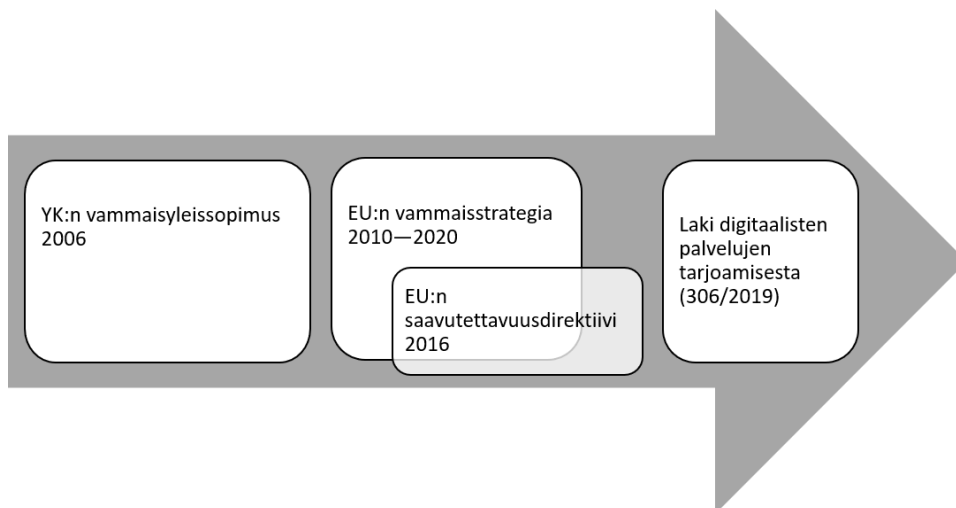 YK:n vammaisyleissopimus
2006
EU:n vammaisstrategia
2010—2020
EU:n
saavutettavuusdirektiivi
2016
Laki digitaalisten
palvelujen
tarjoamisesta
(306/2019)